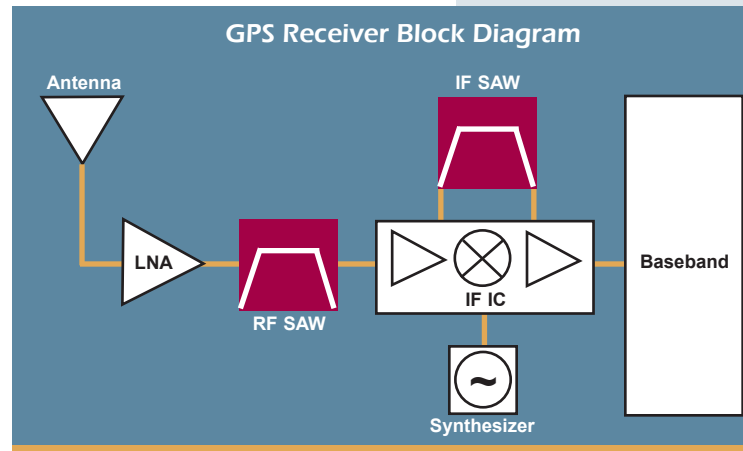 GPS Receiver Block Diagram
Antenna
IF SAW
LNA
RF SAW
IF IC
Baseband
~
Synthesizer